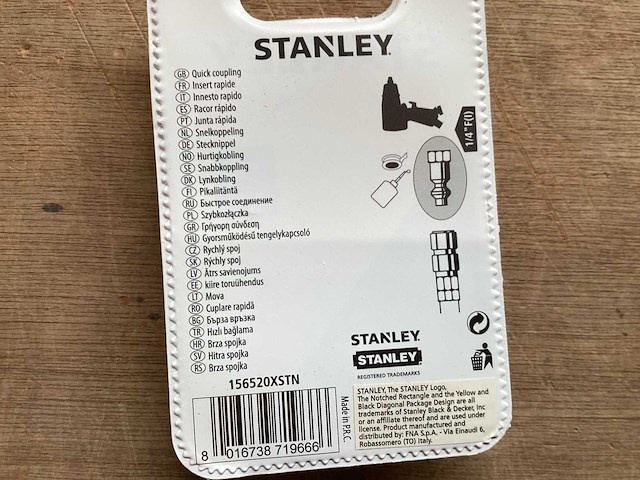 STANLEY
GB Quick coupling
FR Insert rapide
IT Innesto rapido
ES Racor rápido
PT Junta rápida
NL Snelkoppeling
DE Stecknippel
NO Hurtigkobling
SE Snabbkoppling
DK Lynkobling
FI Pikaliitäntä
RU Быстрое соединение
PL Szybkozłączka
GR Γρήγορη σύνδεση
HU Gyorsműködésű tengelykapcsoló
CZ Rychlý spoj
SK Rýchly spoj
LV Ātrs savienojums
EE kiire toruühendus
LT Mova
RO Cuplare rapidă
BG Бърза връзка
TR Hızlı bağlama
HR Brza spojka
SV Hitra spojka
RS Brza spojka
1/4"F(I)
STANLEY
STANLEY
REGISTERED TRADEMARKS
156520XSTN
8 016738 719666
Made in P.R.C.
STANLEY, The STANLEY Logo,
The Notched Rectangle and the Yellow and
Black Diagonal Package Design are all
trademarks of Stanley Black & Decker, inc
or an affiliate thereof and are used under
license. Product manufactured and
distributed by: FNA S.p.A. - Via Einaudi 6,
Robassomero (TO) Italy.